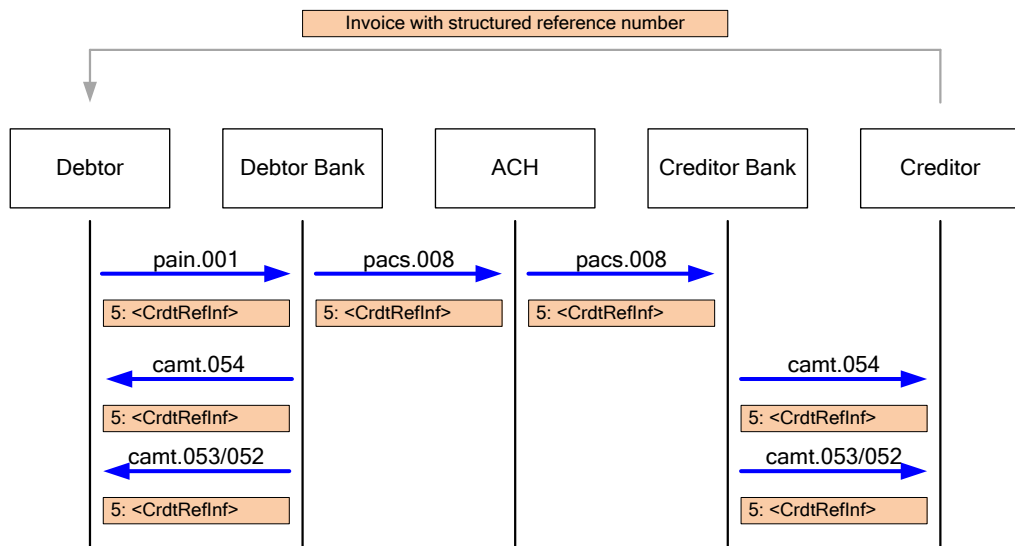 Invoice with structured reference number
Debtor
Debtor Bank
ACH
Creditor Bank
Creditor
pain.001
pacs.008
pacs.008
5: <CrdtRefInf>
5: <CrdtRefInf>
5: <CrdtRefInf>
camt.054
camt.054
5: <CrdtRefInf>
5: <CrdtRefInf>
camt.053/052
camt.053/052
5: <CrdtRefInf>
5: <CrdtRefInf>